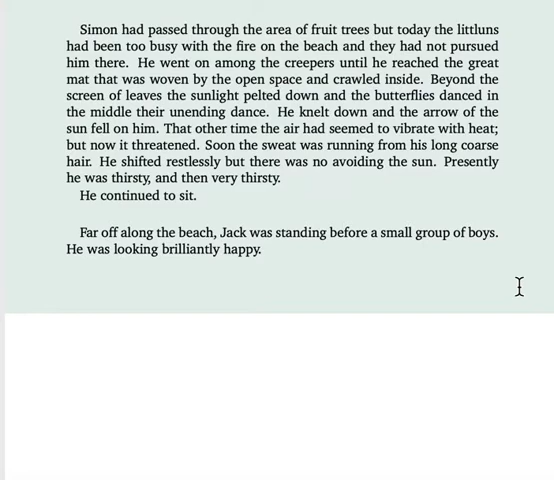 Simon had passed through the area of fruit trees but today the littluns
had been too busy with the fire on the beach and they had not pursued
him there. He went on among the creepers until he reached the great
mat that was woven by the open space and crawled inside. Beyond the
screen of leaves the sunlight pelted down and the butterflies danced in
the middle their unending dance. He knelt down and the arrow of the
sun fell on him. That other time the air had seemed to vibrate with heat;
but now it threatened. Soon the sweat was running from his long coarse
hair. He shifted restlessly but there was no avoiding the sun. Presently
he was thirsty, and then very thirsty.
He continued to sit.
Far off along the beach, Jack was standing before a small group of boys.
He was looking brilliantly happy.